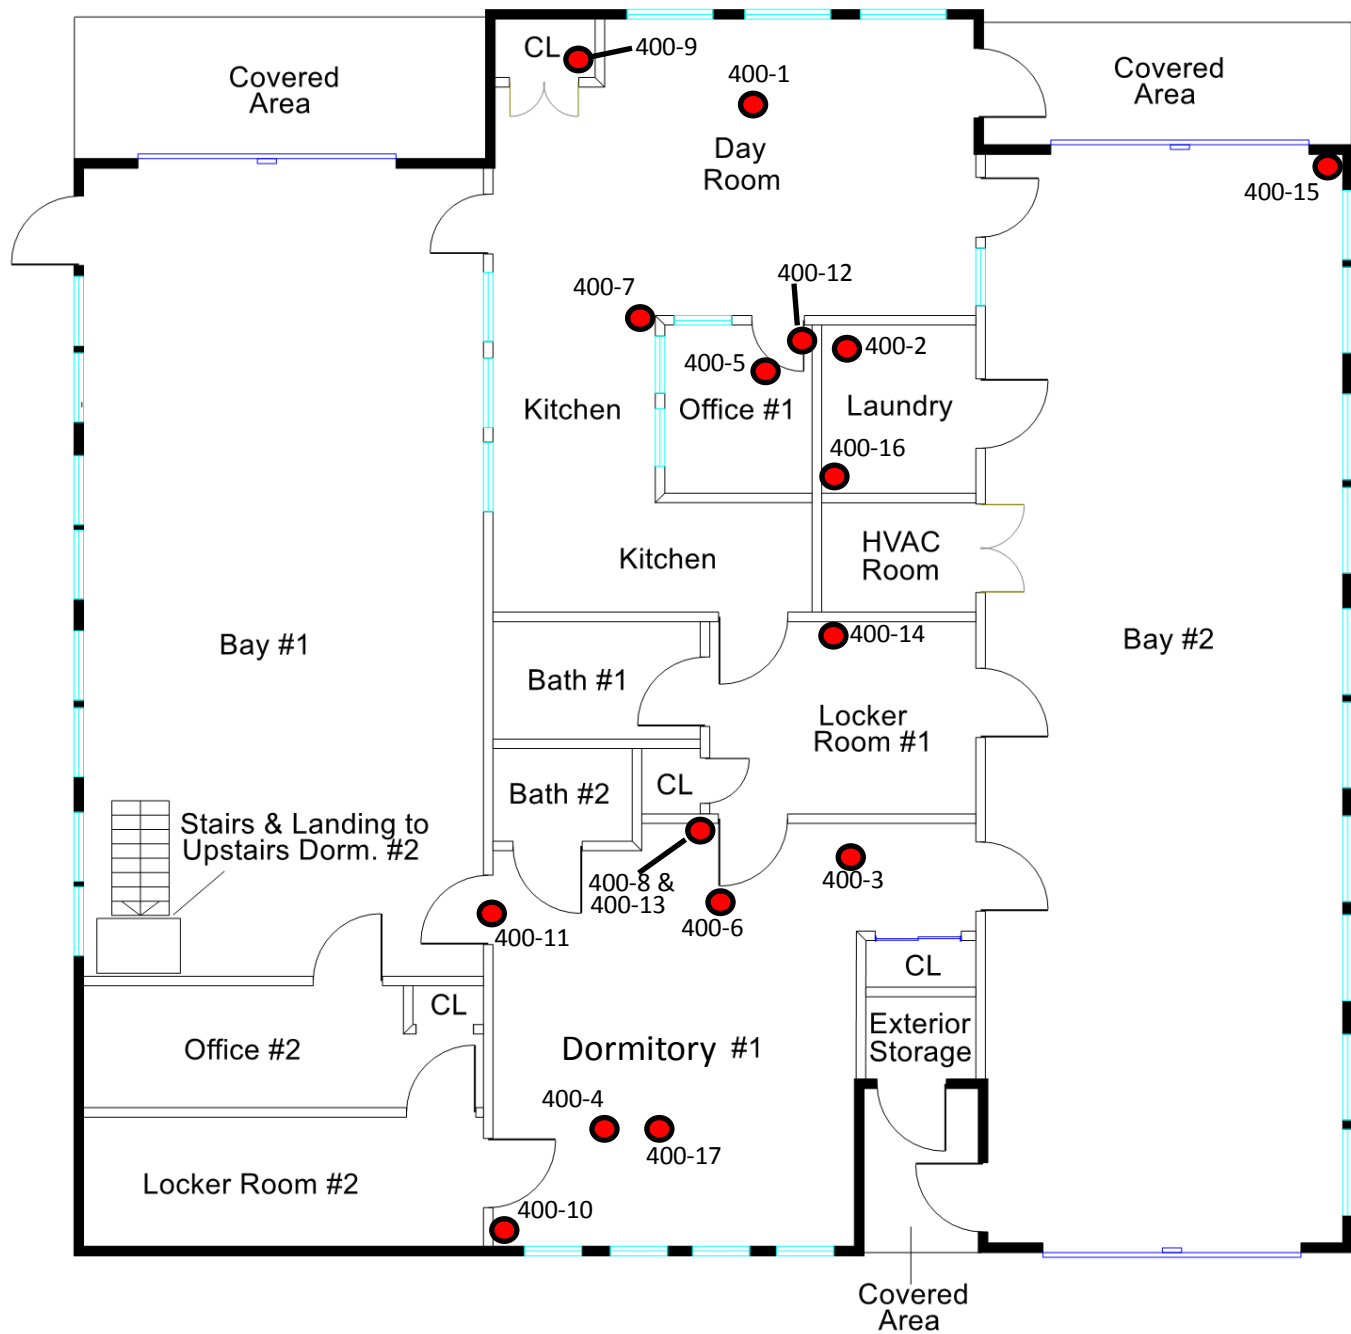 CL
400-9
Covered
Area
400-1
Covered
Area
Day
Room
400-15
400-12
400-7
400-2
400-5
Kitchen
Office #1
Laundry
400-16
HVAC
Room
Kitchen
400-14
Bay #1
Bay #2
Bath #1
Locker
Room #1
CL
Bath #2
Stairs & Landing to
Upstairs Dorm. #2
400-8 &
400-13
400-3
400-6
400-11
CL
CL
Exterior
Storage
Office #2
Dormitory #1
400-4
400-17
Locker Room #2
400-10
Covered
Area